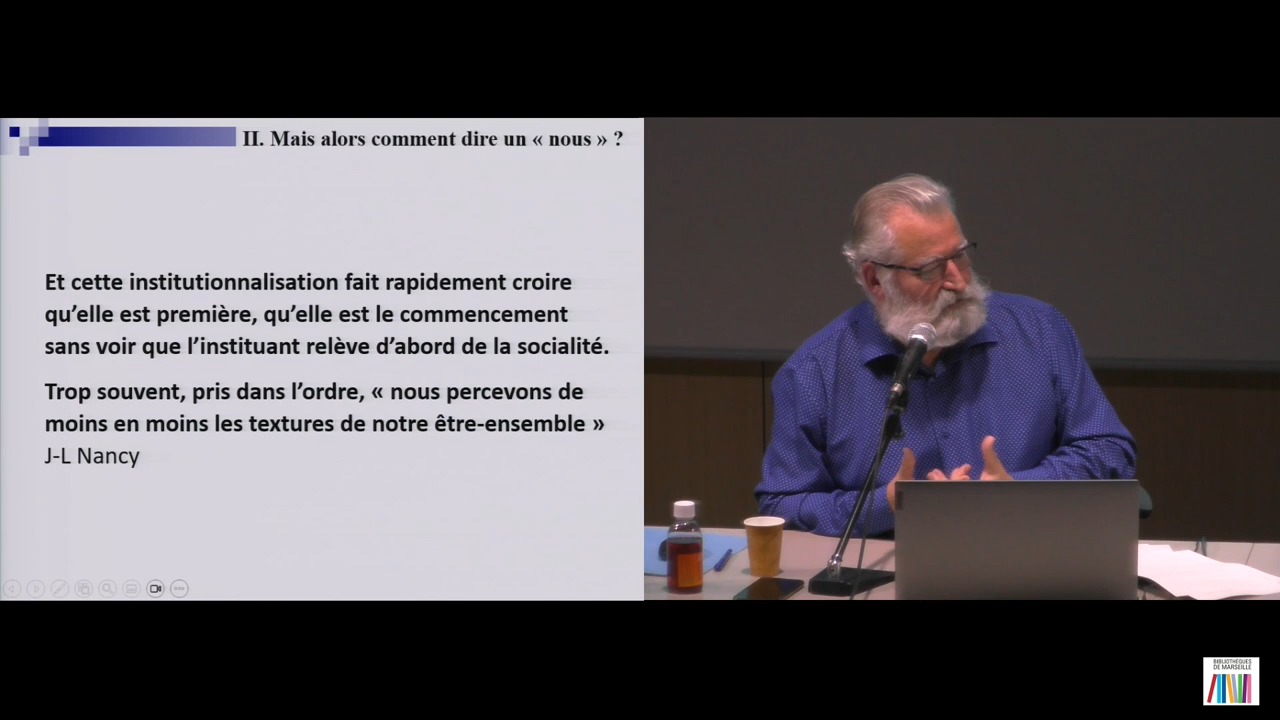 II. Mais alors comment dire un « nous » ?
Et cette institutionnalisation fait rapidement croire
qu’elle est première, qu’elle est le commencement
sans voir que l’instituant relève d’abord de la socialité.
Trop souvent, pris dans l’ordre, « nous percevons de
moins en moins les textures de notre être-ensemble »
J-L Nancy
BIBLIOTHÈQUES
DE MARSEILLE